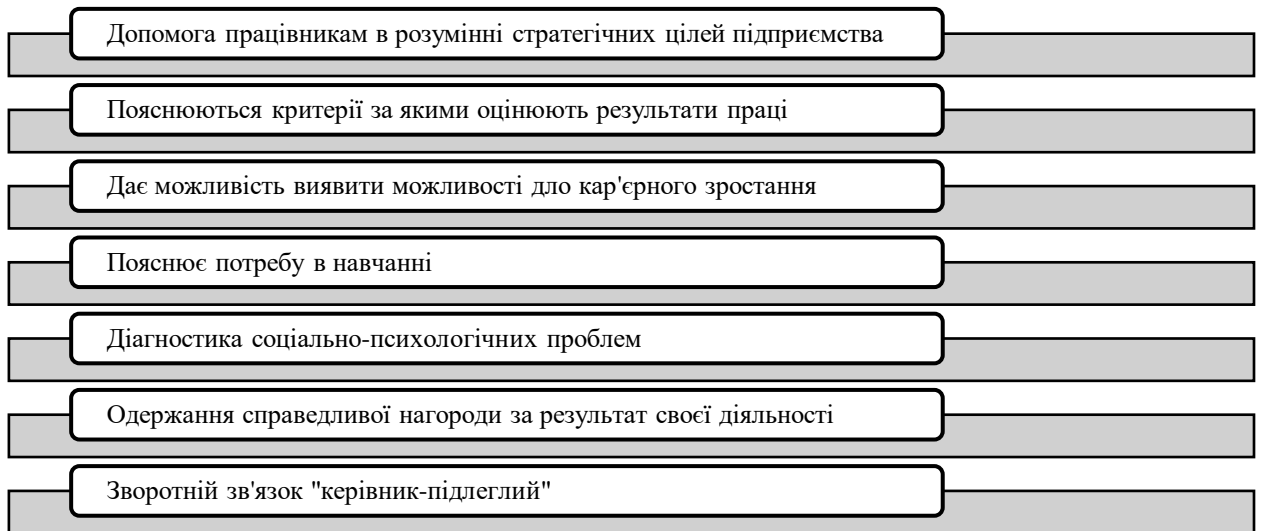 Допомога працівникам в розумінні стратегічних цілей підприємства
Пояснюються критерії за якими оцінюють результати праці
Дає можливість виявити можливості дло кар'єрного зростання
Пояснює потребу в навчанні
Діагностика соціально-психологічних проблем
Одержання справедливої нагороди за результат своєї діяльності
Зворотній зв'язок "керівник-підлеглий"